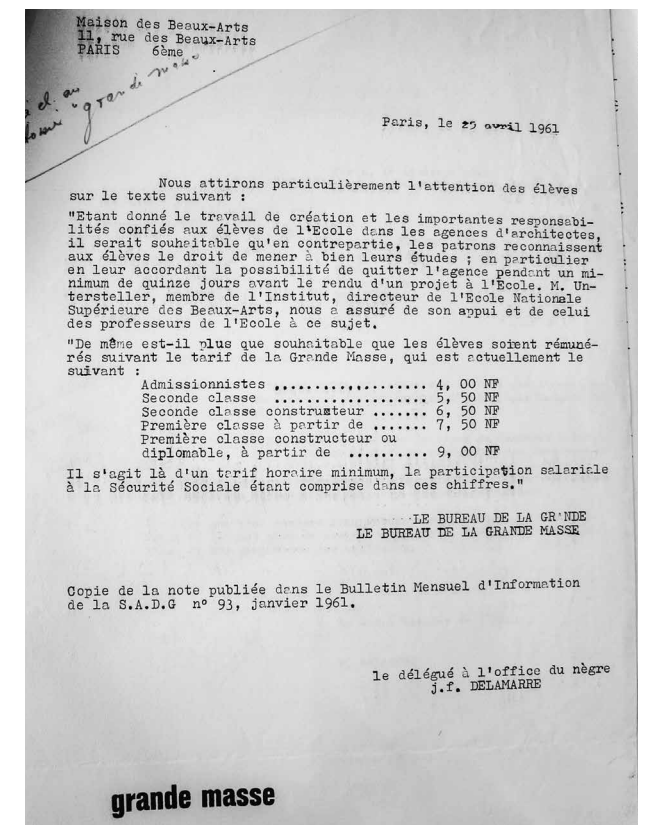 Maison des Beaux-Arts
11, rue des Beaux-Arts
PARIS 6ème
"grande mas
Paris, le 25 avril 1961
Nous attirons particulièrement l'attention des élèves
sur le texte suivant :
"Etant donné le travail de création et les importantes responsabi-
lités confiés aux élèves de l'Ecole dans les agences d'architectes,
il serait souhaitable qu'en contrepartie, les patrons reconnaissent
aux élèves le droit de mener à bien leurs études ; en particulier
en leur accordant la possibilité de quitter l'agence pendant un mi-
nimum de quinze jours avant le rendu d'un projet à l'Ecole. M. Un-
tersteller, membre de l'Institut, directeur de l'Ecole Nationale
Supérieure des Beaux-Arts, nous a assuré de son appui et de celui
des professeurs de l'Ecole à ce sujet.
"De même est-il plus que souhaitable que les élèves soient rémuné-
rés suivant le tarif de la Grande Masse, qui est actuellement le
suivant :
Admissionnistes ................... 4, 00 NF
Seconde classe ................... 5, 50 NF
Seconde classe constructeur ....... 6, 50 NF
Première classe à partir de ....... 7, 50 NF
Première classe constructeur ou
diplomable, à partir de .......... 9, 00 NF
Il s'agit là d'un tarif horaire minimum, la participation salariale
à la Sécurité Sociale étant comprise dans ces chiffres."
LE BUREAU DE LA GRANDE
LE BUREAU DE LA GRANDE MASSE
Copie de la note publiée dans le Bulletin Mensuel d'Information
de la S.A.D.G n° 93, janvier 1961.
le délégué à l'office du nègre
j.f. DELAMARRE
grande masse